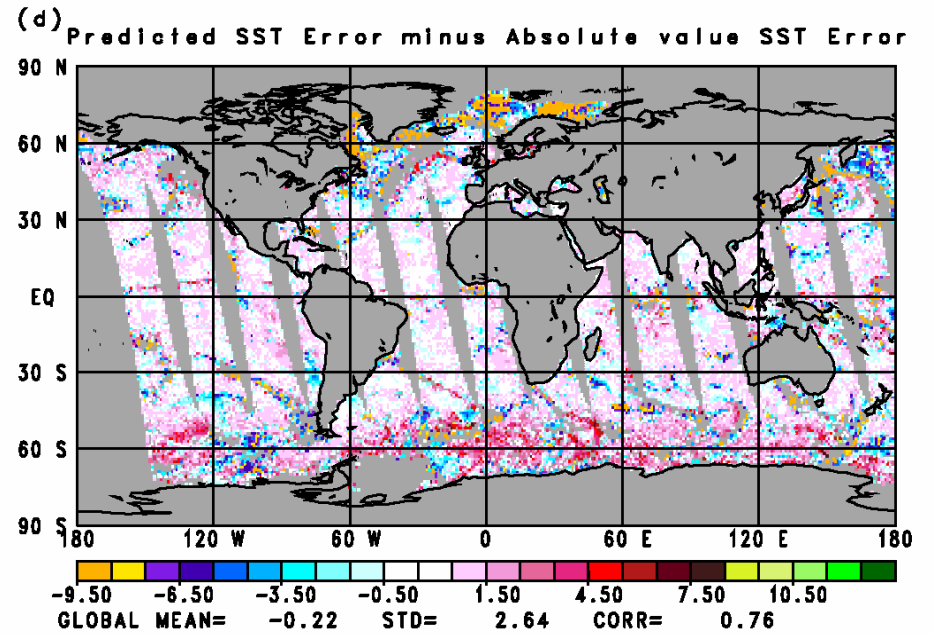 (d)
Predicted SST Error minus Absolute value SST Error
90 N
60 N
30 N
EQ
30 S
60 S
90 S
180 120 W 60 W 0 60 E 120 E 180
-9.50 -6.50 -3.50 -0.50 1.50 4.50 7.50 10.50
GLOBAL MEAN= -0.22 STD= 2.64 CORR= 0.76